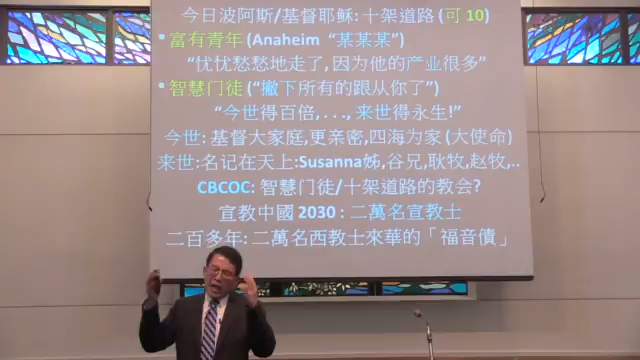 今日波阿斯/基督耶稣: 十架道路 (可 10)
• 富有青年 (Anaheim “某某某”)
“忧忧愁愁地走了, 因为他的产业很多”
• 智慧门徒 (“撇下所有的跟从你了”)
“今世得百倍, . . ., 来世得永生!”
今世: 基督大家庭,更亲密,四海为家 (大使命)
来世:名记在天上:Susanna姊,谷兄,耿牧,赵牧,..
CBCOC: 智慧门徒/十架道路的教会?
宣教中國 2030 : 二萬名宣教士
二百多年: 二萬名西教士來華的「福音債」